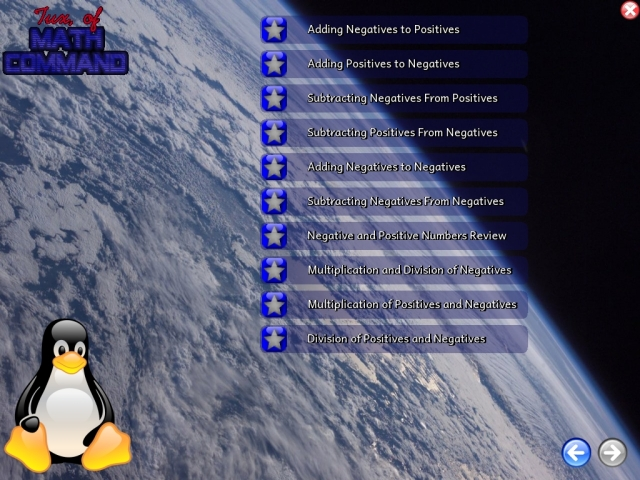 Tux, of
MATH
COMMAND
Adding Negatives to Positives
Adding Positives to Negatives
Subtracting Negatives From Positives
Subtracting Positives From Negatives
Adding Negatives to Negatives
Subtracting Negatives From Negatives
Negative and Positive Numbers Review
Multiplication and Division of Negatives
Multiplication of Positives and Negatives
Division of Positives and Negatives